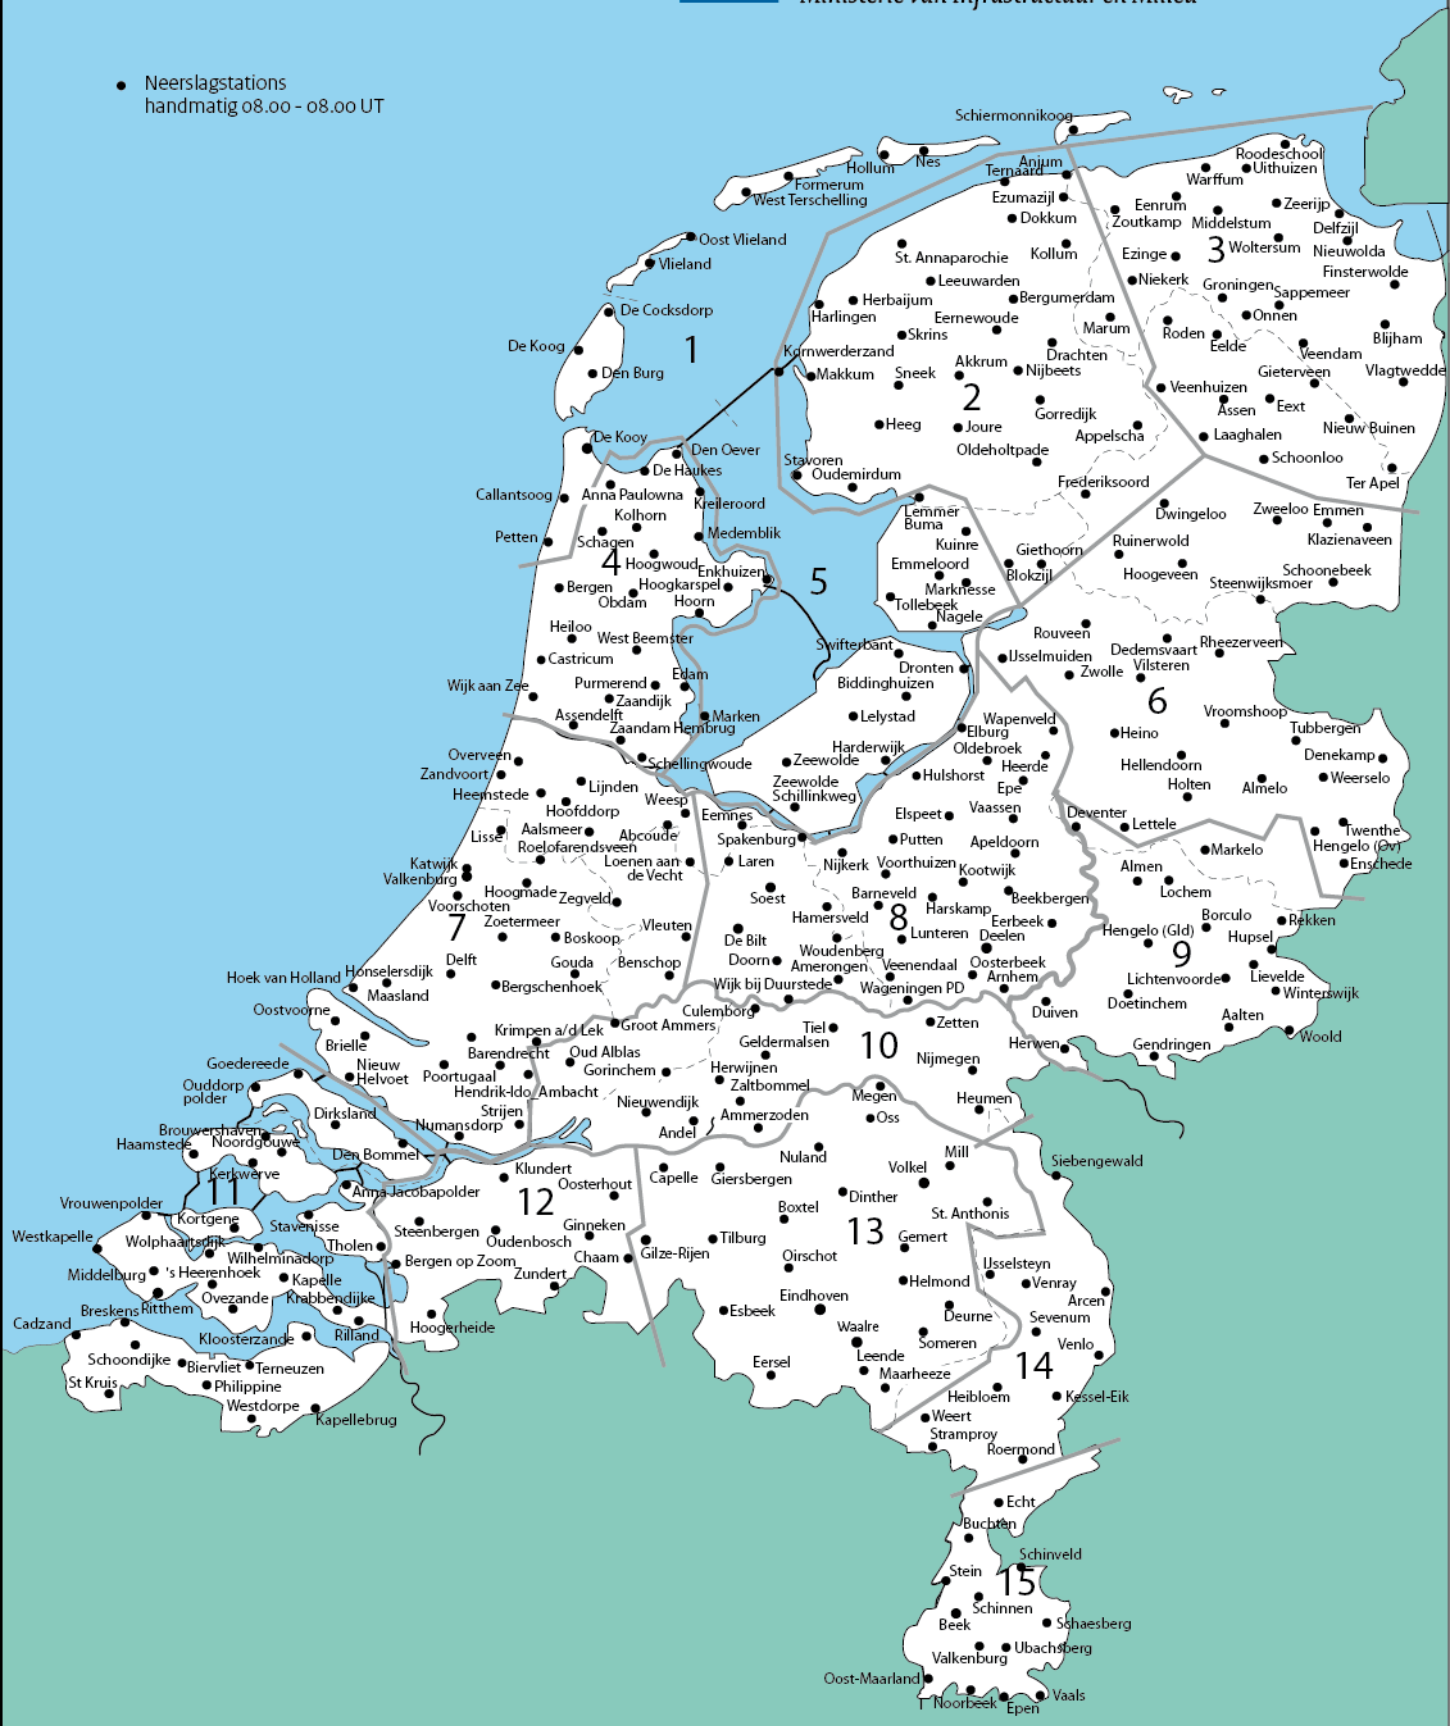 Ministerie van Infrastructuur en Milieu
Neerslagstations
handmatig 08.00 - 08.00 UT
Schiermonnikoog
Hollum
Nes
Anjum
Ternaard
Roodeschool
Uithuizen
Warffum
Formerum
West Terschelling
Ezumazijl
Dokkum
Eenrum
Zoutkamp
Middelstum
Zeerijp
Delfzijl
Oost Vlieland
Vlieland
St. Annaparochie
Kollum
Ezinge
3
Woltersum
Nieuwolda
Finsterwolde
Leeuwarden
Niekerk
Groningen
Sappemeer
De Cocksdorp
Harlingen
Herbaijum
Bergumerdam
Eernewoude
Marum
Onnen
Skrins
Roden
Eelde
Blijham
De Koog
1
Kornwerderzand
Drachten
Veendam
Den Burg
Makkum
Sneek
Akkrum
Nijbeets
Gieterveen
Vlagtwedde
Veenhuizen
2
Assen
Eext
Gorredijk
Heeg
Joure
Appelscha
Laaghalen
Nieuw Buinen
De Kooy
Den Oever
Oldeholtpade
Schoonloo
Stavoren
Oudemirdum
De Haukes
Frederiksoord
Ter Apel
Callantsoog
Anna Paulowna
Kreileroord
Lemmer
Buma
Dwingeloo
Zweeloo
Emmen
Kolhorn
Petten
Schagen
Medemblik
Kuinre
Ruinerwold
Klazienaveen
4
Hoogwoud
Enkhuizen
5
Giethoorn
Emmeloord
Blokzijl
Hoogeveen
Schoonebeek
Bergen
Hoogkarspel
Marknesse
Steenwijksmoer
Obdam
Hoorn
Tollebeek
Nagele
Heiloo
West Beemster
Swifterbant
Rouveen
Dedemsvaart
Rheezerveen
Castricum
Dronten
IJsselmuiden
Vilsteren
Zwolle
Wijk aan Zee
Purmerend
Edam
Biddinghuizen
6
Zaandijk
Assendelft
Marken
Lelystad
Wapenveld
Vroomshoop
Zaandam Hembrug
Elburg
Heino
Tubbergen
Overveen
Schellingwoude
Harderwijk
Oldebroek
Denekamp
Zandvoort
Zeewolde
Hulshorst
Heerde
Hellendoorn
Weerselo
Lijnden
Zeewolde
Schillinkweg
Epe
Holten
Almelo
Heemstede
Weesp
Hoofddorp
Eemnes
Elspeet
Vaassen
Deventer
Lettele
Twenthe
Lisse
Aalsmeer
Abcoude
Spakenburg
Putten
Apeldoorn
Hengelo (Ov)
Roelofarendsveen
Markelo
Enschede
Katwijk
Loenen aan
de Vecht
Laren
Nijkerk
Voorthuizen
Kootwijk
Almen
Valkenburg
Hoogmade
Zegveld
Soest
Barneveld
Beekbergen
Lochem
Voorschoten
Harskamp
7
Zoetermeer
Vleuten
Hamersveld
8
Eerbeek
Borculo
Rekken
Boskoop
De Bilt
Lunteren
Deelen
Hengelo (Gld)
Hupsel
Woudenberg
9
Delft
Gouda
Benschop
Doorn
Amerongen
Veenendaal
Oosterbeek
Hoek van Holland
Honselersdijk
Arnhem
Lichtenvoorde
Lievelde
Maasland
Bergschenhoek
Wijk bij Duurstede
Wageningen PD
Winterswijk
Oostvoorne
Culemborg
Doetinchem
Duiven
Aalten
Krimpen a/d Lek
Groot Ammers
Tiel
Zetten
Brielle
Geldermalsen
10
Herwen
Gendringen
Woold
Barendrecht
Oud Alblas
Goedereede
Nieuw
Helvoet
Poortugaal
Gorinchem
Herwijnen
Nijmegen
Ouddorp
polder
Hendrik-Ido Ambacht
Zaltbommel
Nieuwendijk
Megen
Heumen
Dirksland
Strijen
Ammerzoden
Oss
Brouwershaven
Numansdorp
Andel
Haamstede
Noordgouwe
Den Bommel
Nuland
Mill
Kerkwerve
Klundert
Volkel
Siebengewald
11
Anna Jacobapolder
Oosterhout
Capelle
Giersbergen
12
Dinther
Vrouwenpolder
Kortgene
Stavenisse
Steenbergen
Ginneken
Boxtel
St. Anthonis
13
Westkapelle
Wolphaartsdijk
Tholen
Oudenbosch
Tilburg
Gemert
Wilhelminadorp
Chaam
Gilze-Rijen
Oirschot
Middelburg
's Heerenhoek
Kapelle
Bergen op Zoom
Zundert
IJsselsteyn
Helmond
Venray
Ovezande
Krabbendijke
Eindhoven
Arcen
Breskens
Ritthem
Esbeek
Deurne
Sevenum
Cadzand
Kloosterzande
Rilland
Hoogerheide
Waalre
Someren
Venlo
Schoondijke
Biervliet
Terneuzen
Leende
Eersel
Maarheeze
14
St Kruis
Philippine
Heibloem
Kessel-Eik
Westdorpe
Kapellebrug
Weert
Stramproy
Roermond
Echt
Buchten
Schinveld
Stein
15
Schinnen
Beek
Schaesberg
Ubachsberg
Valkenburg
Oost-Maarland
Noorbeek
Epen
Vaals